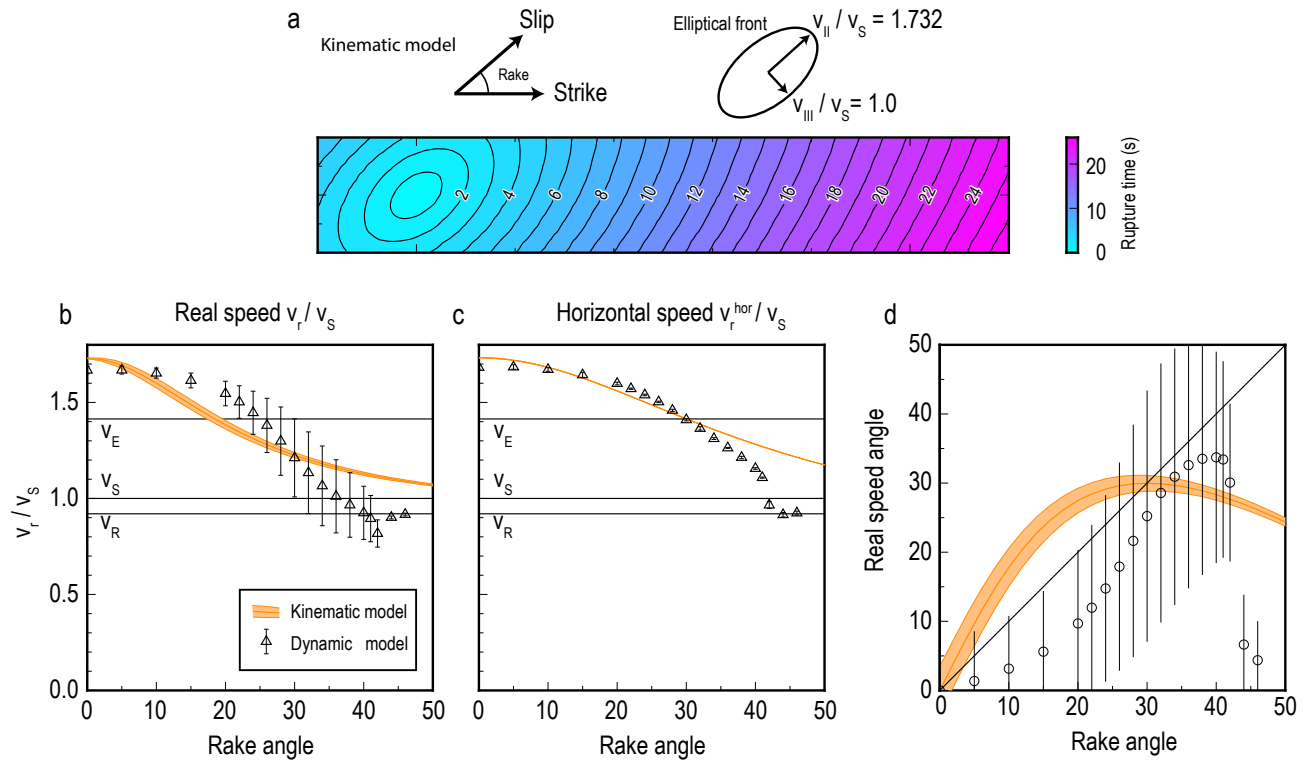 a
Kinematic model
Slip
Rake
Strike
Elliptical front
v_II / v_S = 1.732
v_III / v_S = 1.0
2 4 6 8 10 12 14 16 18 20 22 24
20
10
0
Rupture time (s)
b Real speed v_r / v_S
1.5
1.0
0.5
0.0
v_r / v_S
v_E
v_S
v_R
Kinematic model
Dynamic model
0 10 20 30 40 50
Rake angle
c Horizontal speed v_r^hor / v_S
v_E
v_S
v_R
0 10 20 30 40 50
Rake angle
d
50
40
30
20
10
0
Real speed angle
0 10 20 30 40 50
Rake angle